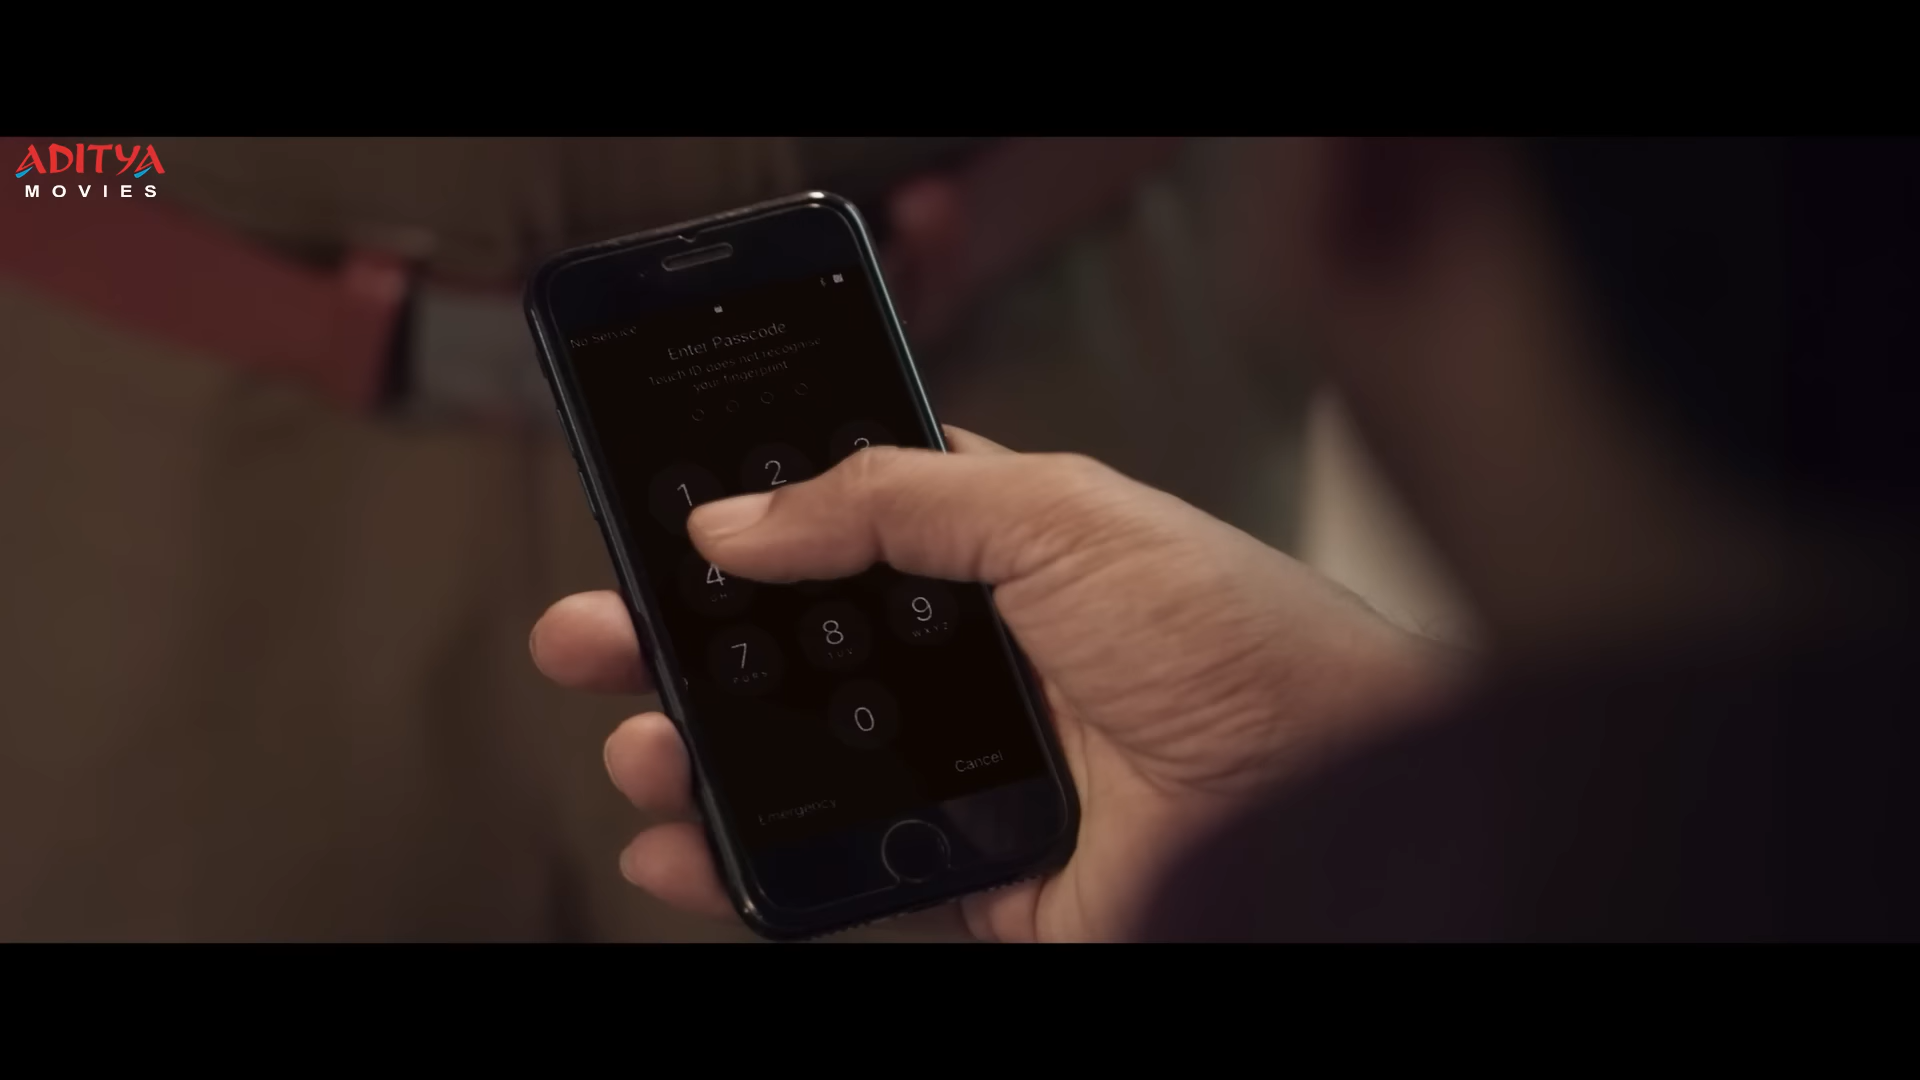 ADITYA
MOVIES
No Service
Enter Passcode
Touch ID does not recognise
your fingerprint
1
2
3
4
GHI
7
PQRS
8
TUV
9
WXYZ
0
Cancel
Emergency